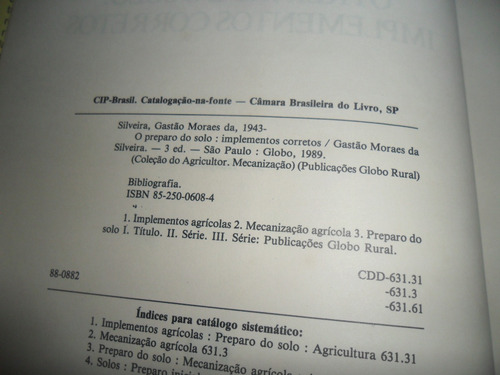 CIP-Brasil. Catalogação-na-fonte — Câmara Brasileira do Livro, SP
Silveira, Gastão Moraes da, 1943-
O preparo do solo : implementos corretos / Gastão Moraes da
Silveira. — 3 ed. — São Paulo : Globo, 1989.
(Coleção do Agricultor. Mecanização) (Publicações Globo Rural)
Bibliografia.
ISBN 85-250-0608-4
1. Implementos agrícolas 2. Mecanização agrícola 3. Preparo do
solo I. Título. II. Série. III. Série: Publicações Globo Rural.
CDD-631.31
-631.3
88-0882 -631.61
Índices para catálogo sistemático:
1. Implementos agrícolas : Preparo do solo : Agricultura 631.31
2. Mecanização agrícola 631.3
3. Preparo do solo : Mecanização
4. Solos : Preparo